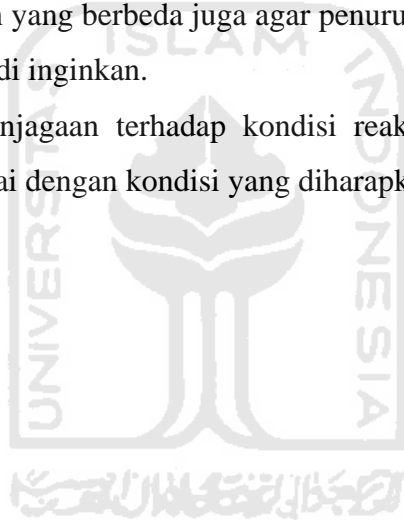 yang berbeda juga agar penuru
di inginkan.
njagaan terhadap kondisi reak
ai dengan kondisi yang diharapk
ISLAM
UNIVERSITAS
INDONESIA